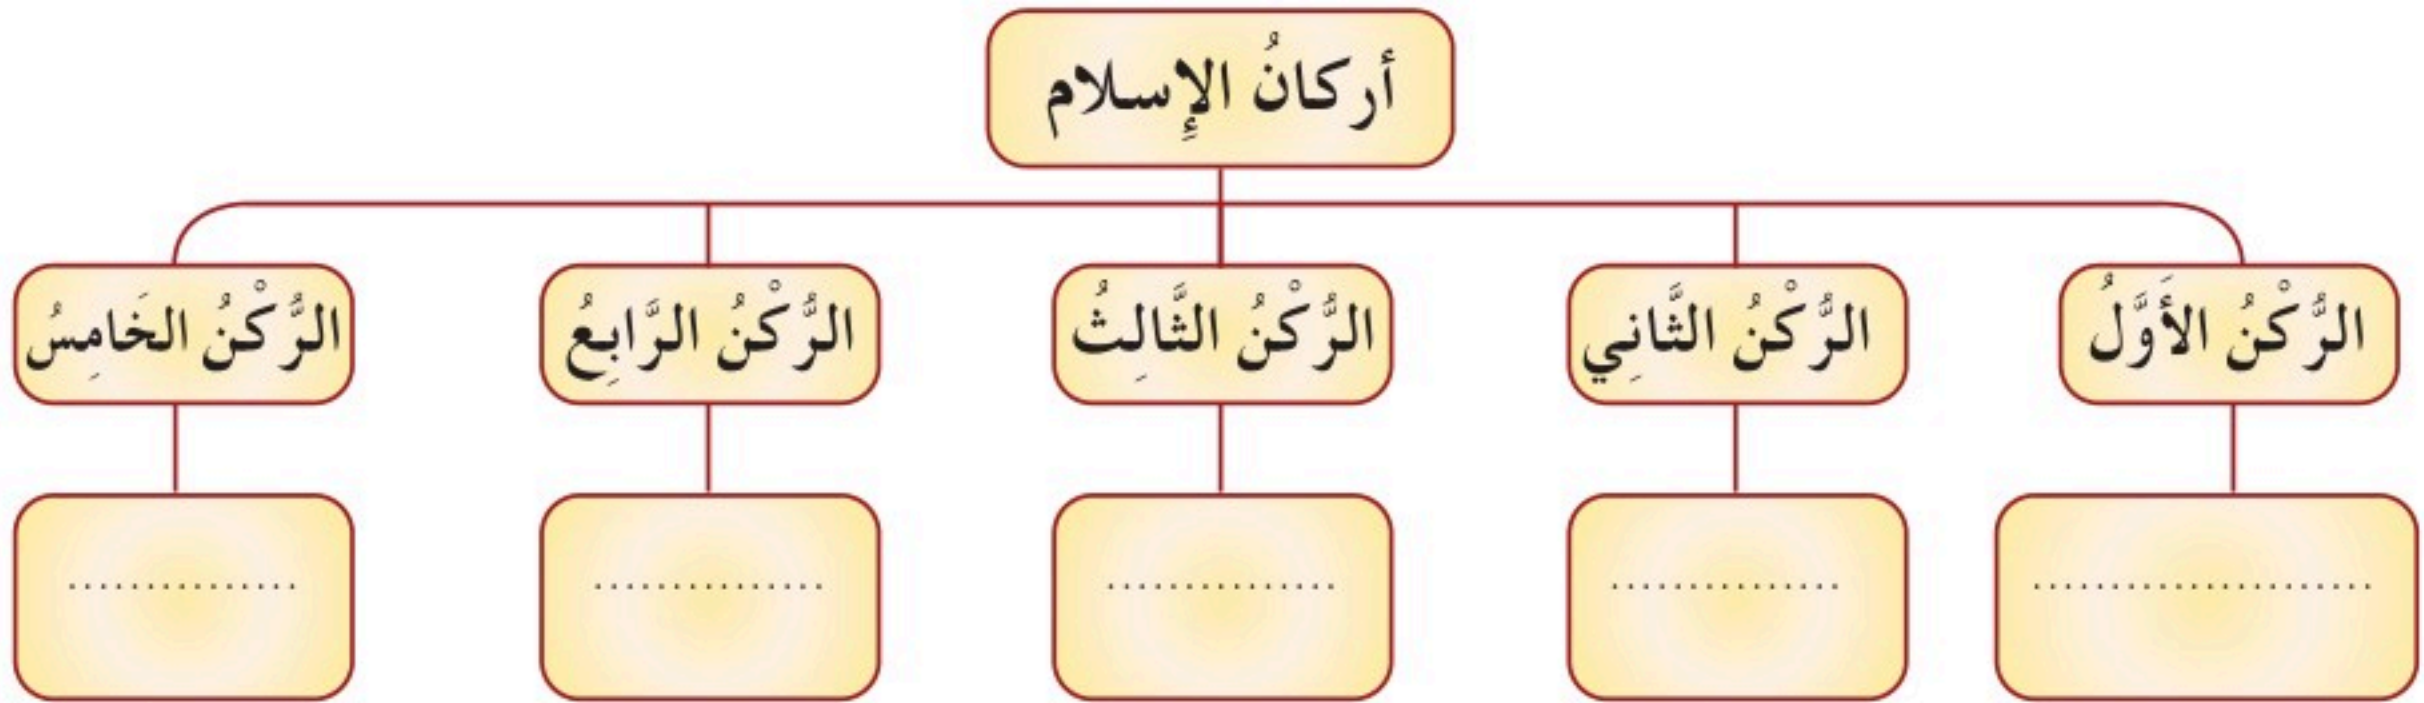 أركانُ الإِسلام
الرُّكْنُ الأَوَّلُ
الرُّكْنُ الثَّانِي
الرُّكْنُ الثَّالِثُ
الرُّكْنُ الرَّابِعُ
الرُّكْنُ الخَامِسُ
......................
...............
...............
...............
...............